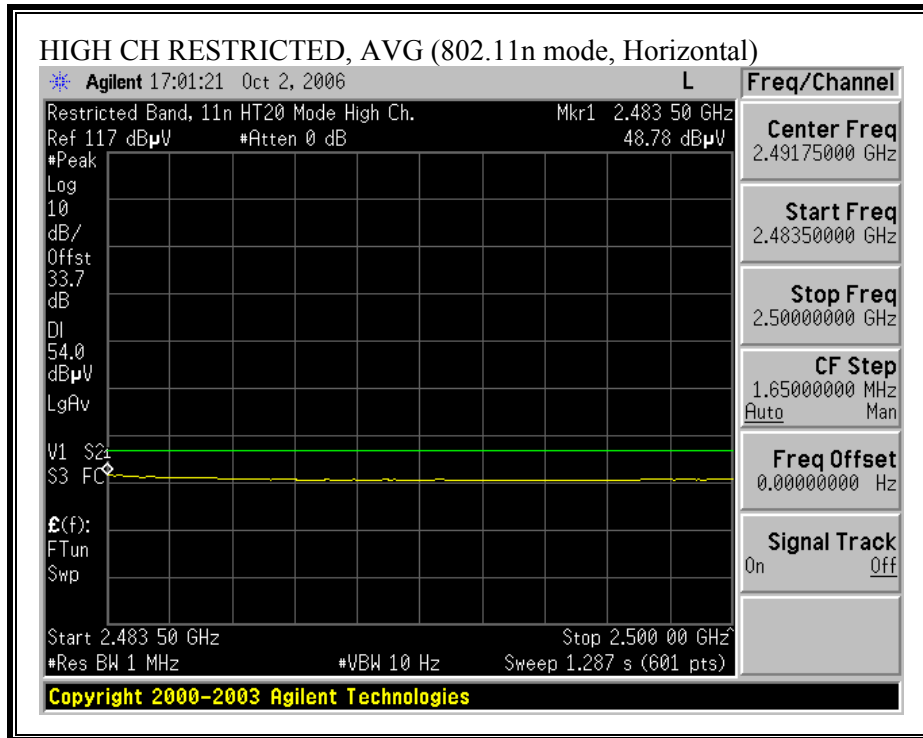 HIGH CH RESTRICTED, AVG (802.11n mode, Horizontal)
Agilent 17:01:21 Oct 2, 2006 L
Restricted Band, 11n HT20 Mode High Ch. Mkr1 2.483 50 GHz
Ref 117 dBµV #Atten 0 dB 48.78 dBµV
#Peak
Log
10
dB/
Offst
33.7
dB
DI
54.0
dBµV
LgAv
V1 S2
1
S3 FC
£(f):
FTun
Swp
Start 2.483 50 GHz Stop 2.500 00 GHz^
#Res BW 1 MHz #VBW 10 Hz Sweep 1.287 s (601 pts)
Freq/Channel
Center Freq
2.49175000 GHz
Start Freq
2.48350000 GHz
Stop Freq
2.50000000 GHz
CF Step
1.65000000 MHz
Auto Man
Freq Offset
0.00000000 Hz
Signal Track
On Off
Copyright 2000-2003 Agilent Technologies